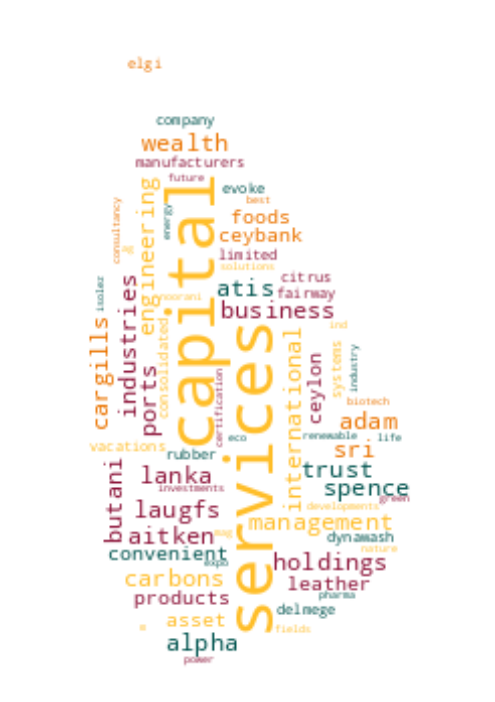 elgi
company
wealth
manufacturers
future
evoke
best
consultancy
engineering
energy
capital
foods
ag
ceybank
limited
solutions
isolez
industries
noorani
atis
citrus
fairway
business
cargills
consolidated
services
ind
international
systems
industry
ports
certification
ceylon
biotech
adam
eco
renewable
life
vacations
rubber
sri
butani
lanka
trust
investments
spence
green
laugfs
developments
management
aitken
mag
dynawash
convenient
nature
expo
holdings
carbons
leather
products
pharma
delmege
asset
e
fields
alpha
power